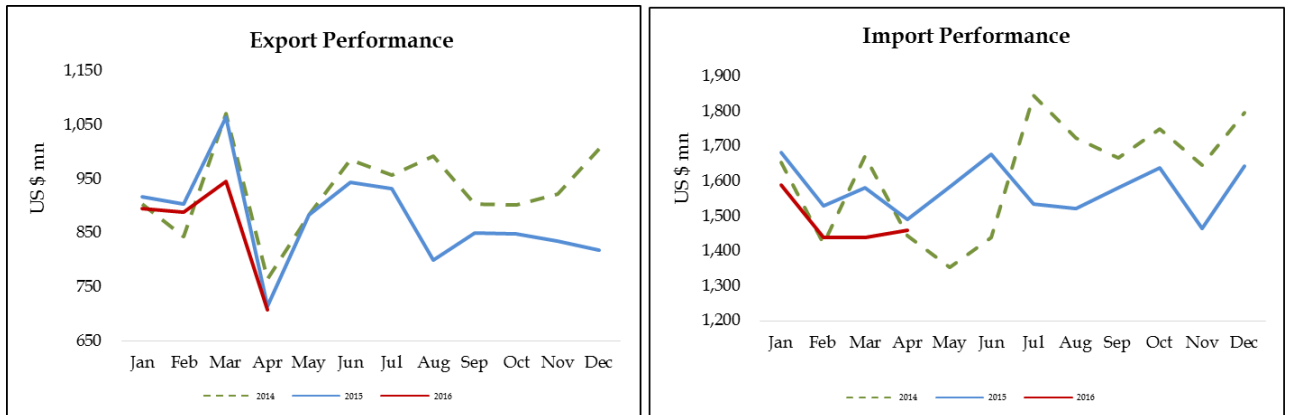 Export Performance
US $ mn
1,150
1,050
950
850
750
650
Jan Feb Mar Apr May Jun Jul Aug Sep Oct Nov Dec
2014 2015 2016
Import Performance
US $ mn
1,900
1,800
1,700
1,600
1,500
1,400
1,300
1,200
Jan Feb Mar Apr May Jun Jul Aug Sep Oct Nov Dec
2014 2015 2016